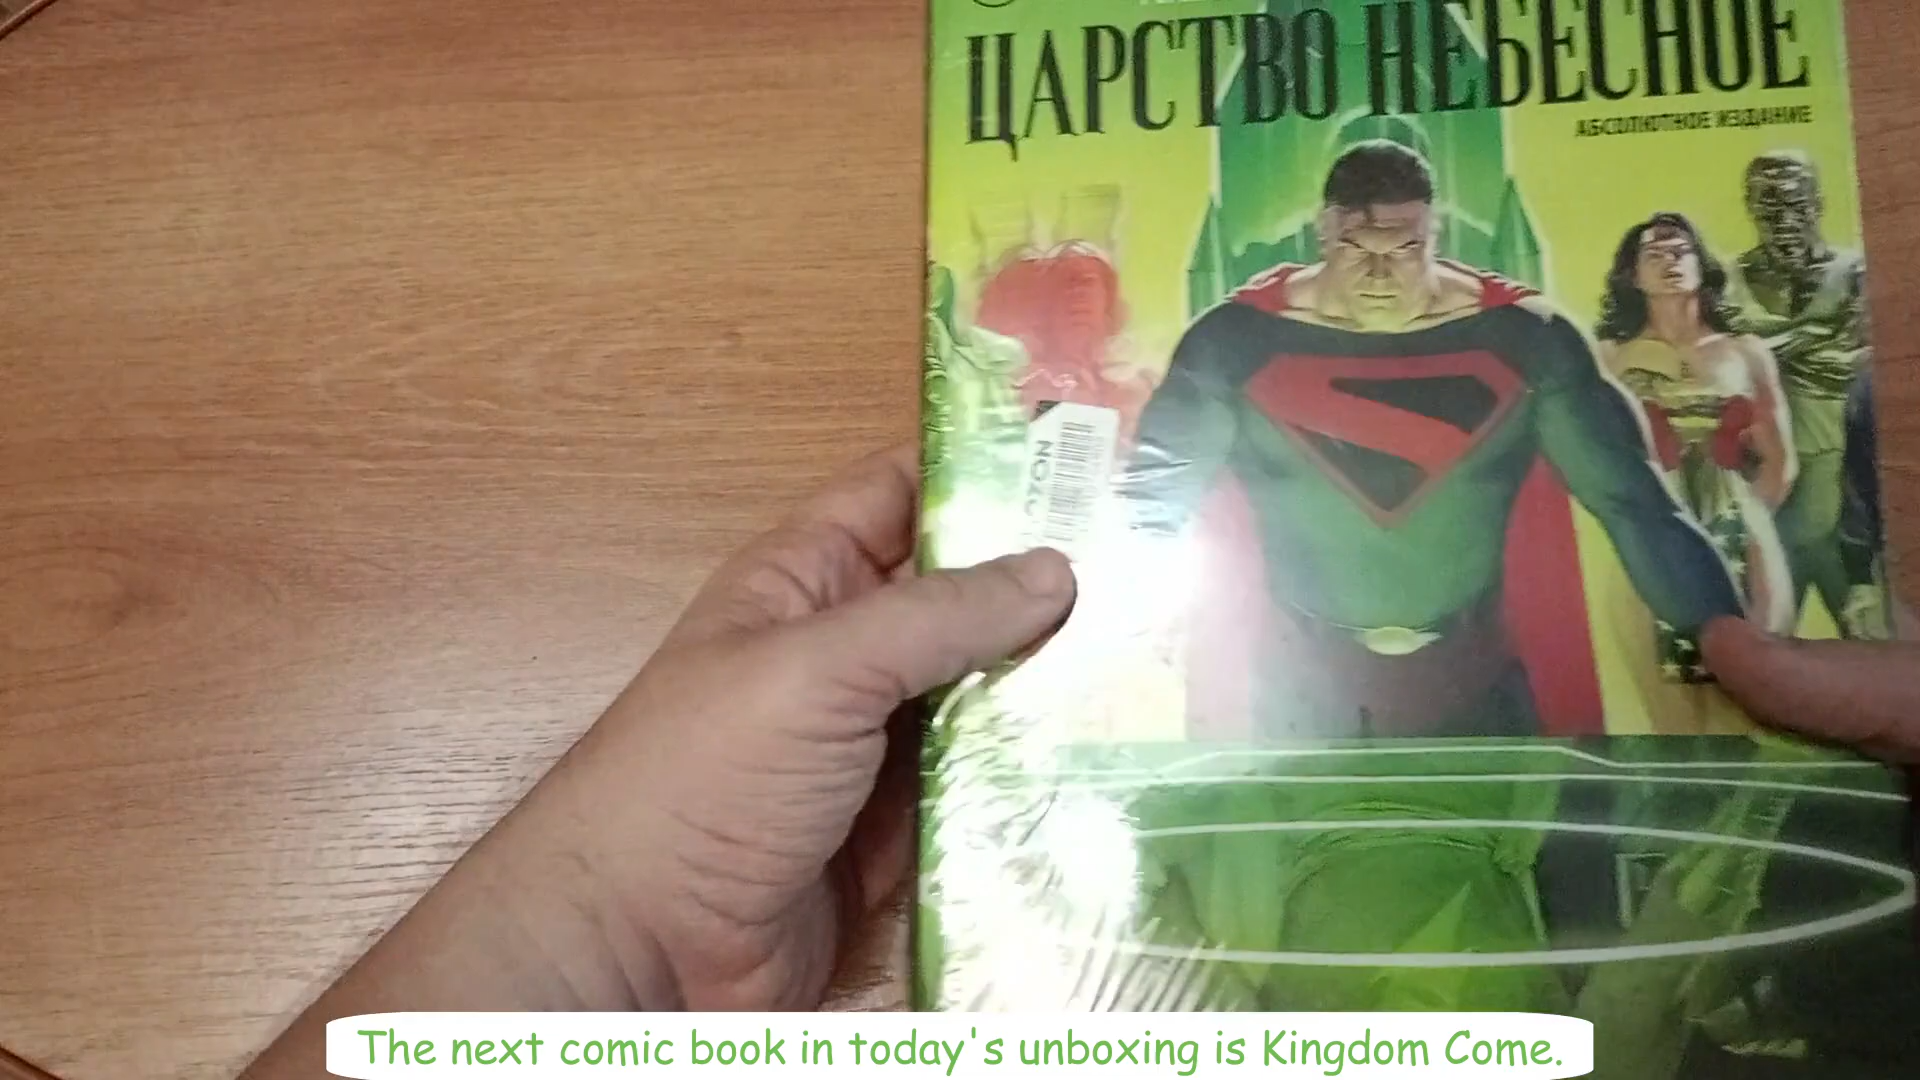 ЦАРСТВО НЕБЕСНОЕ
АБСОЛЮТНОЕ ИЗДАНИЕ
The next comic book in today's unboxing is Kingdom Come.